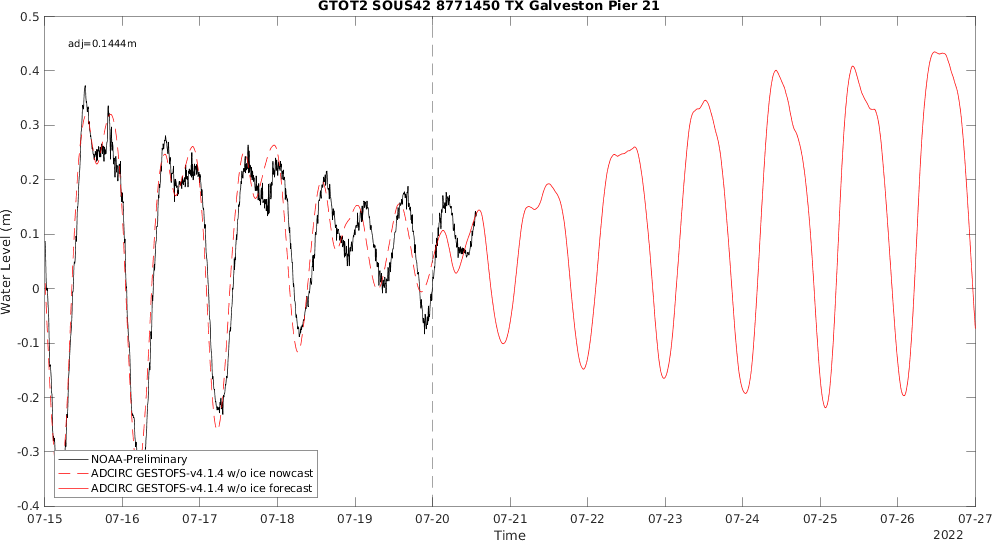 GTOT2 SOUS42 8771450 TX Galveston Pier 21
adj=0.1444m
0.5
0.4
0.3
0.2
0.1
0
-0.1
-0.2
-0.3
-0.4
Water Level (m)
NOAA-Preliminary
ADCIRC GESTOFS-v4.1.4 w/o ice nowcast
ADCIRC GESTOFS-v4.1.4 w/o ice forecast
07-15 07-16 07-17 07-18 07-19 07-20 07-21 07-22 07-23 07-24 07-25 07-26 07-27
Time
2022